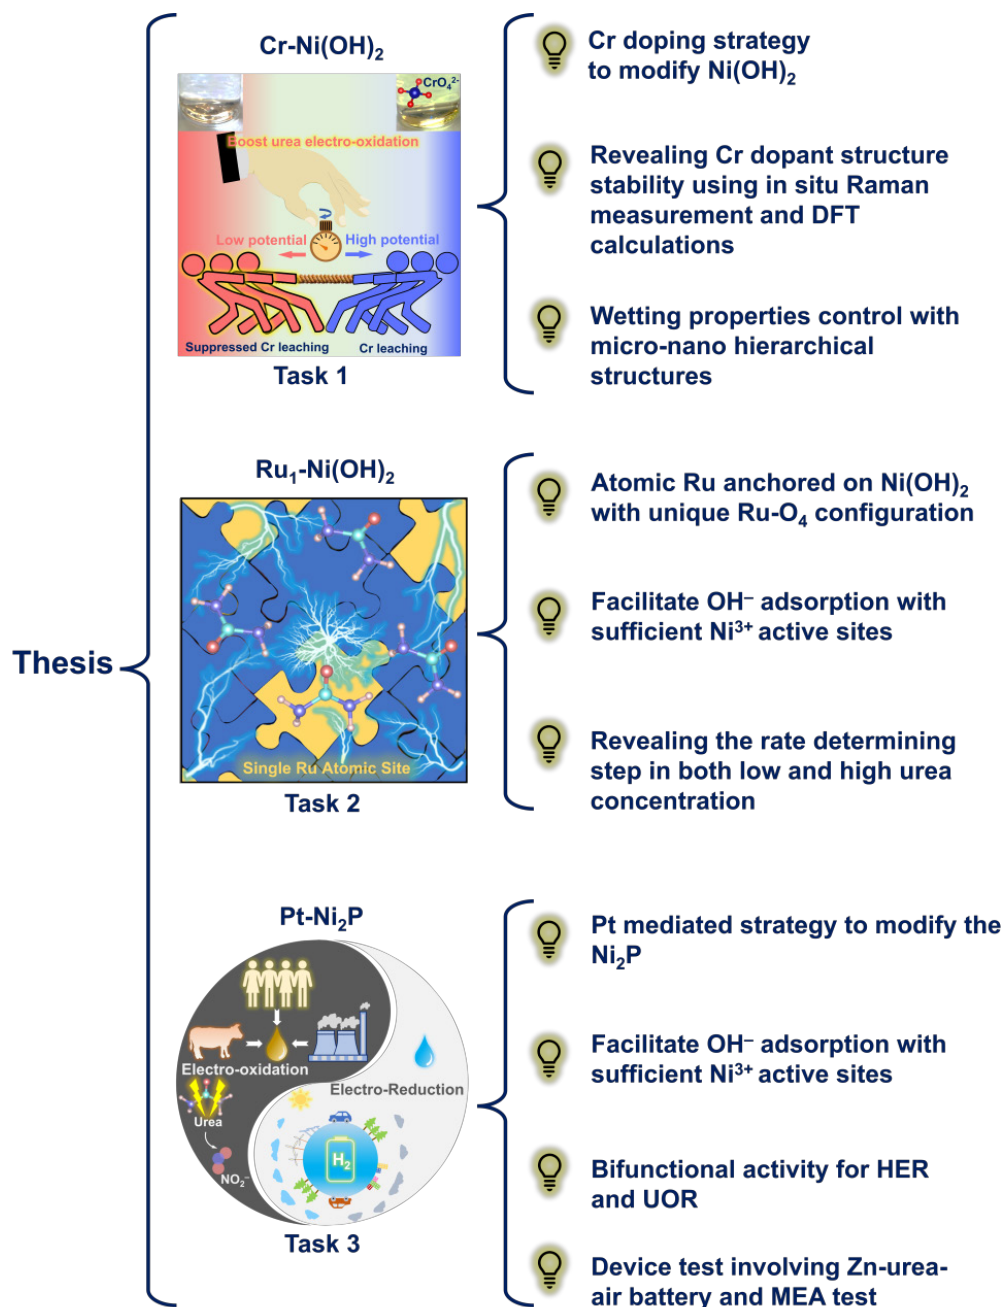 Thesis
Cr-Ni(OH)₂
CrO₄²⁻
Boost urea electro-oxidation
Low potential
High potential
Suppressed Cr leaching
Cr leaching
Task 1
Cr doping strategy
to modify Ni(OH)₂
Revealing Cr dopant structure
stability using in situ Raman
measurement and DFT
calculations
Wetting properties control with
micro-nano hierarchical
structures
Ru₁-Ni(OH)₂
Single Ru Atomic Site
Task 2
Atomic Ru anchored on Ni(OH)₂
with unique Ru-O₄ configuration
Facilitate OH⁻ adsorption with
sufficient Ni³⁺ active sites
Revealing the rate determining
step in both low and high urea
concentration
Pt-Ni₂P
Electro-oxidation
Urea
NO₂⁻
Electro-Reduction
H₂
Task 3
Pt mediated strategy to modify the
Ni₂P
Facilitate OH⁻ adsorption with
sufficient Ni³⁺ active sites
Bifunctional activity for HER
and UOR
Device test involving Zn-urea-
air battery and MEA test